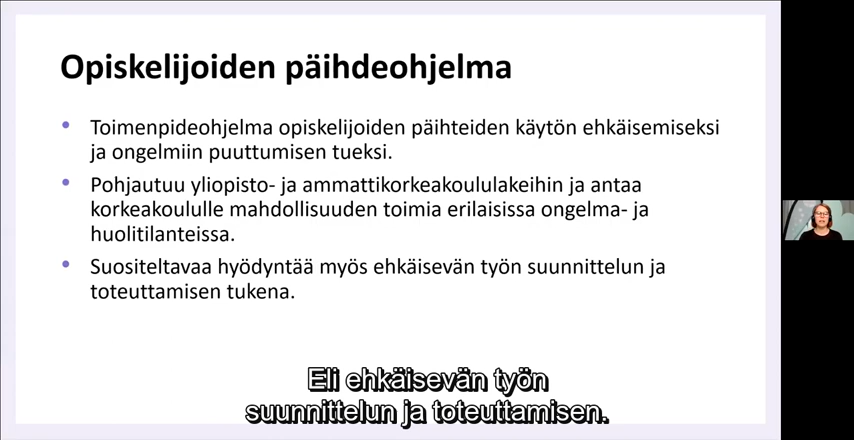 Opiskelijoiden päihdeohjelma
• Toimenpideohjelma opiskelijoiden päihteiden käytön ehkäisemiseksi
ja ongelmiin puuttumisen tueksi.
• Pohjautuu yliopisto- ja ammattikorkeakoululakeihin ja antaa
korkeakoululle mahdollisuuden toimia erilaisissa ongelma- ja
huolitilanteissa.
• Suositeltavaa hyödyntää myös ehkäisevän työn suunnittelun ja
toteuttamisen tukena.
Eli ehkäisevän työn
suunnittelun ja toteuttamisen.